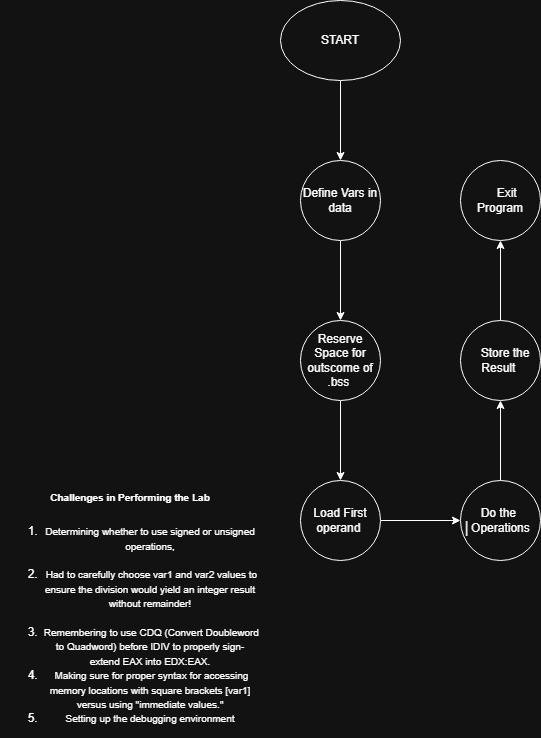 START
Define Vars in
data
Reserve
Space for
outscome of
.bss
Load First
operand
Do the
Operations
Store the
Result
Exit
Program
Challenges in Performing the Lab
1. Determining whether to use signed or unsigned
operations,
2. Had to carefully choose var1 and var2 values to
ensure the division would yield an integer result
without remainder!
3. Remembering to use CDQ (Convert Doubleword
to Quadword) before IDIV to properly sign-
extend EAX into EDX:EAX.
4. Making sure for proper syntax for accessing
memory locations with square brackets [var1]
versus using "immediate values."
5. Setting up the debugging environment